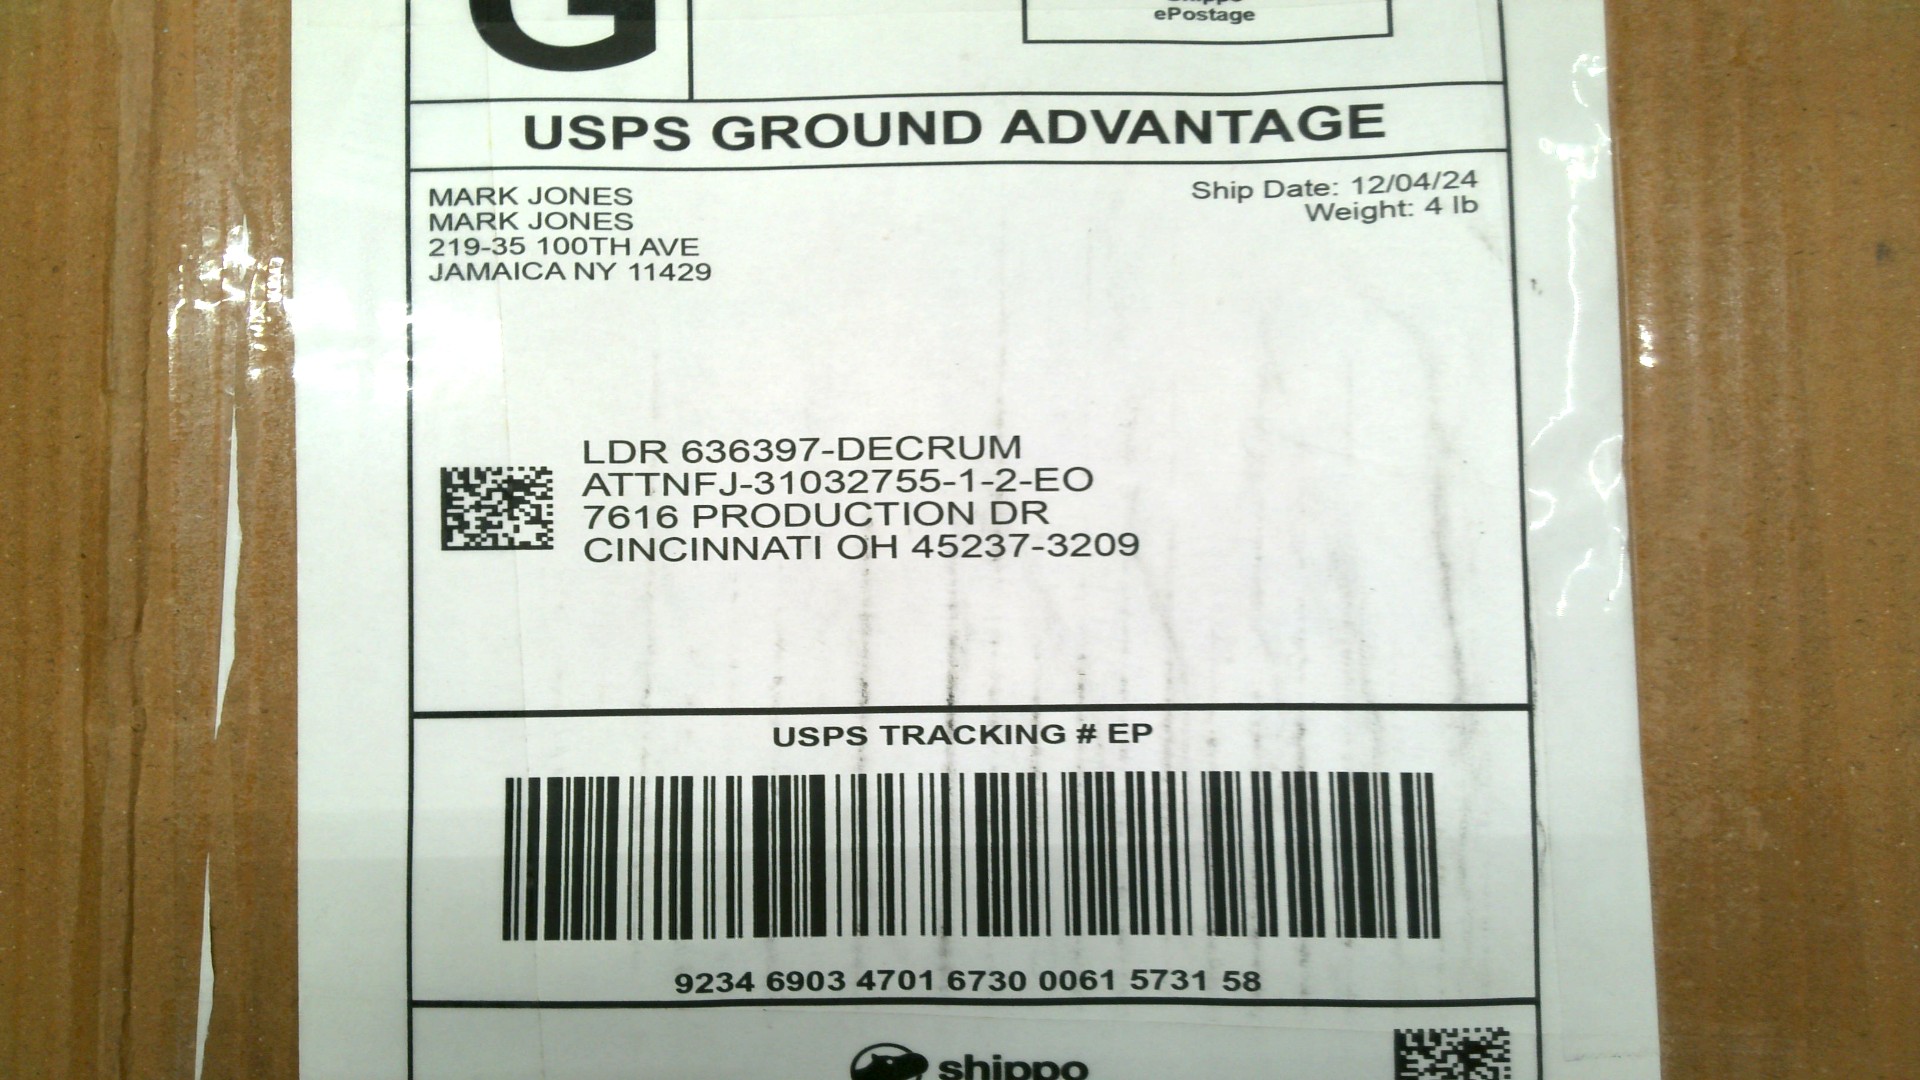 G
ePostage
USPS GROUND ADVANTAGE
MARK JONES
MARK JONES
219-35 100TH AVE
JAMAICA NY 11429
Ship Date: 12/04/24
Weight: 4 lb
LDR 636397-DECRUM
ATTNFJ-31032755-1-2-EO
7616 PRODUCTION DR
CINCINNATI OH 45237-3209
USPS TRACKING # EP
9234 6903 4701 6730 0061 5731 58
shippo